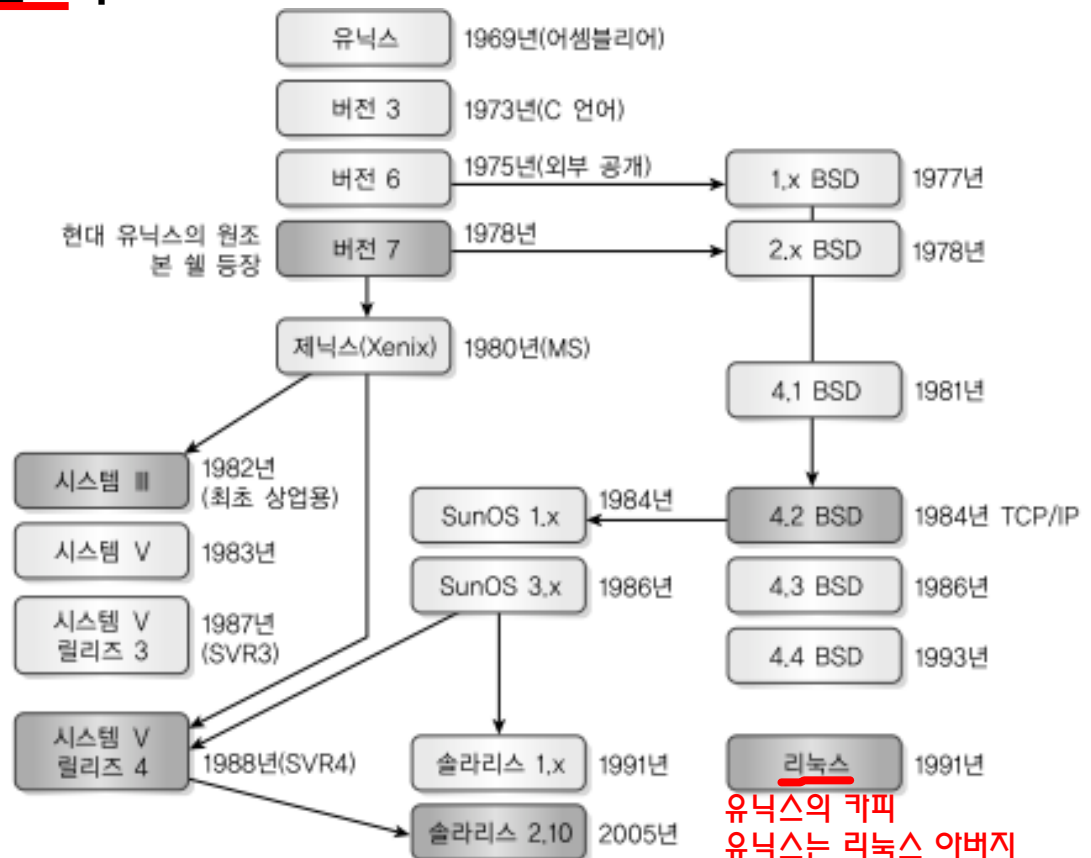 유닉스 1969년(어셈블리어)
버전 3 1973년(C 언어)
버전 6 1975년(외부 공개) 1.x BSD 1977년
현대 유닉스의 원조
본 쉘 등장
버전 7 1978년 2.x BSD 1978년
제닉스(Xenix) 1980년(MS)
4.1 BSD 1981년
시스템 Ⅲ 1982년
(최초 상업용)
SunOS 1.x 1984년 4.2 BSD 1984년 TCP/IP
시스템 V 1983년
SunOS 3.x 1986년 4.3 BSD 1986년
시스템 V
릴리즈 3
1987년
(SVR3)
4.4 BSD 1993년
시스템 V
릴리즈 4
1988년(SVR4)
솔라리스 1.x 1991년 리눅스 1991년
솔라리스 2.10 2005년
유닉스의 카피
유닉스는 리눅스 아버지